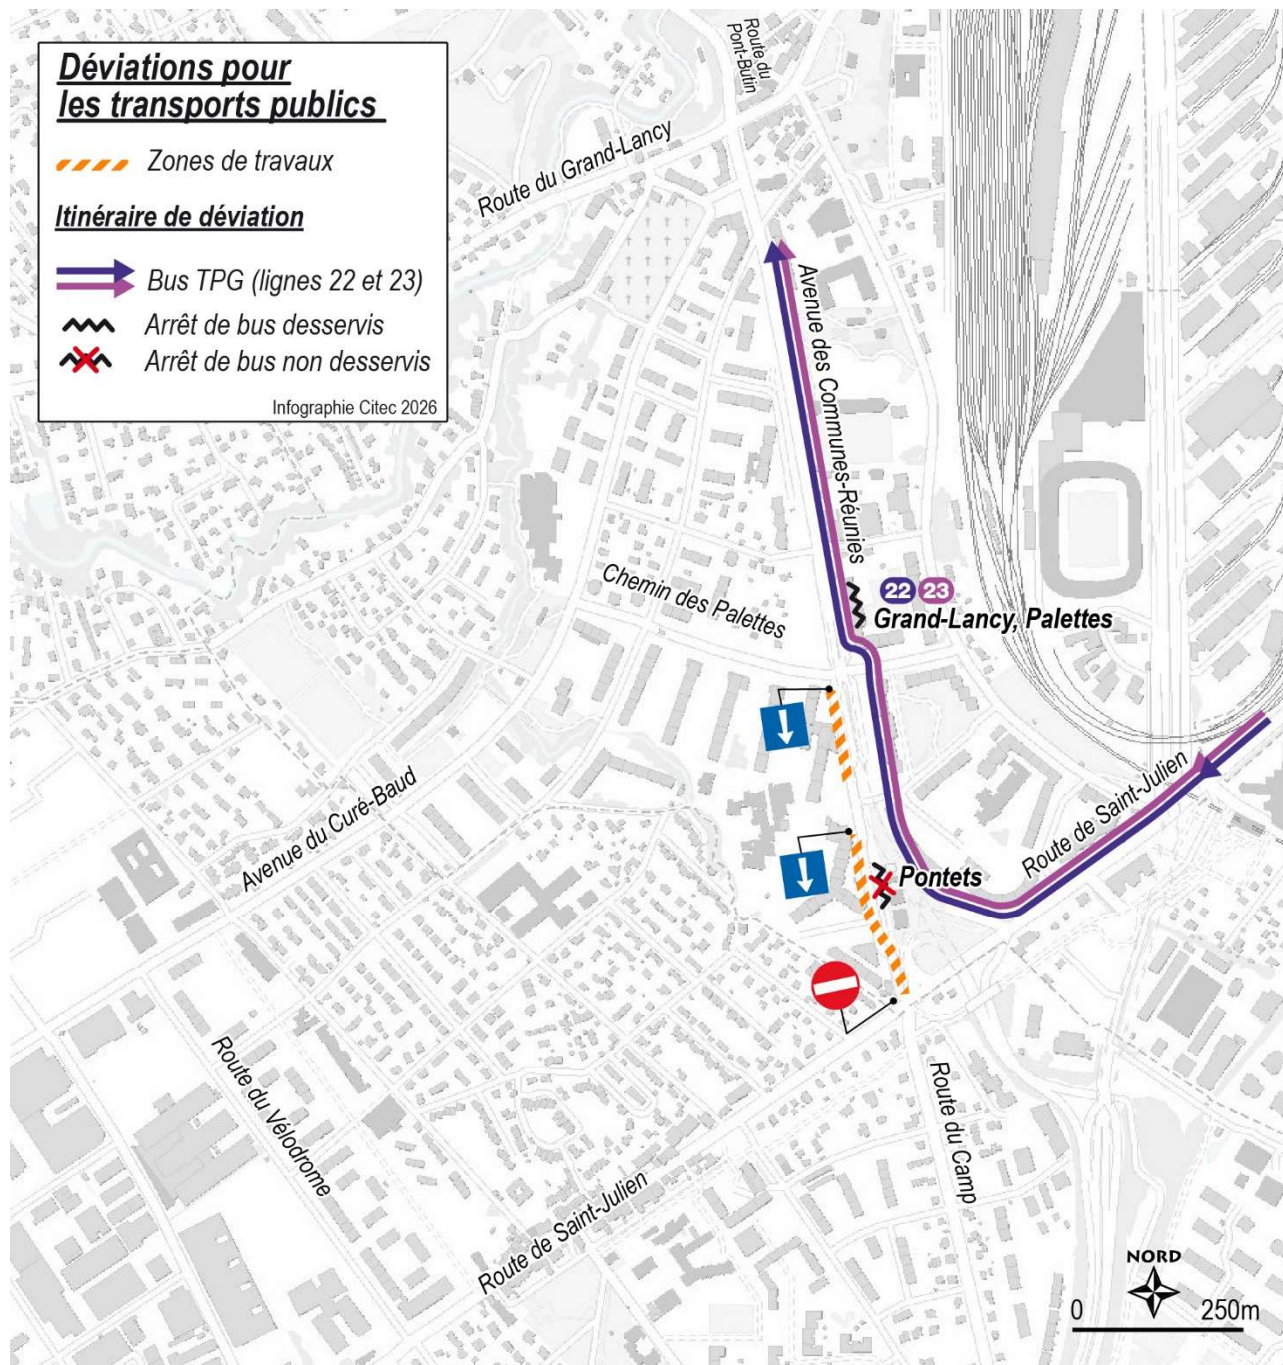 Déviations pour
les transports publics
Zones de travaux
Itinéraire de déviation
Bus TPG (lignes 22 et 23)
Arrêt de bus desservis
Arrêt de bus non desservis
Infographie Citec 2026
Route du
Pont-Butin
Route du Grand-Lancy
Avenue des Communes-Réunies
Chemin des Palettes
22 23
Grand-Lancy, Palettes
Route de Saint-Julien
Avenue du Curé-Baud
Pontets
Route du Vélodrome
Route du Camp
Route de Saint-Julien
NORD
0 250m